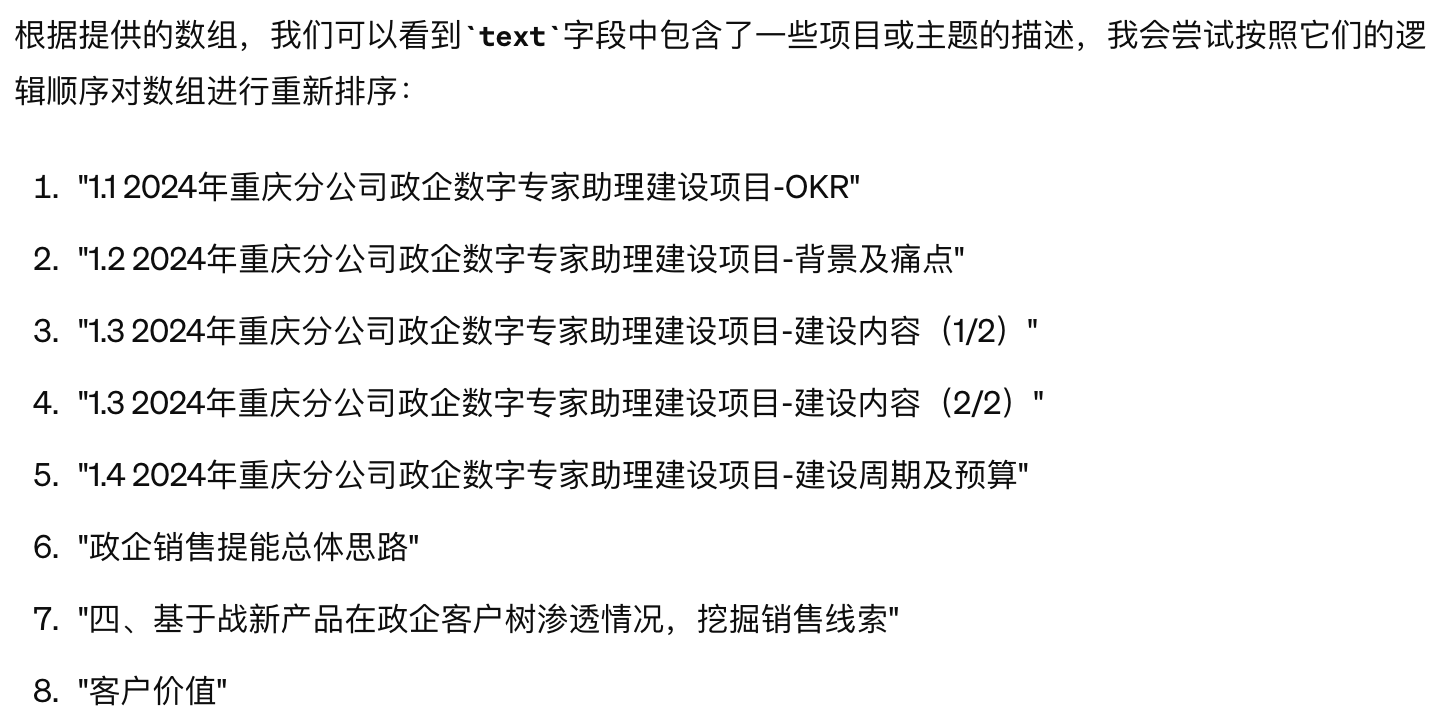 根据提供的数组，我们可以看到`text`字段中包含了一些项目或主题的描述，我会尝试按照它们的逻
辑顺序对数组进行重新排序：
1. "1.1 2024年重庆分公司政企数字专家助理建设项目-OKR"
2. "1.2 2024年重庆分公司政企数字专家助理建设项目-背景及痛点"
3. "1.3 2024年重庆分公司政企数字专家助理建设项目-建设内容（1/2）"
4. "1.3 2024年重庆分公司政企数字专家助理建设项目-建设内容（2/2）"
5. "1.4 2024年重庆分公司政企数字专家助理建设项目-建设周期及预算"
6. "政企销售提能总体思路"
7. "四、基于战新产品在政企客户树渗透情况，挖掘销售线索"
8. "客户价值"